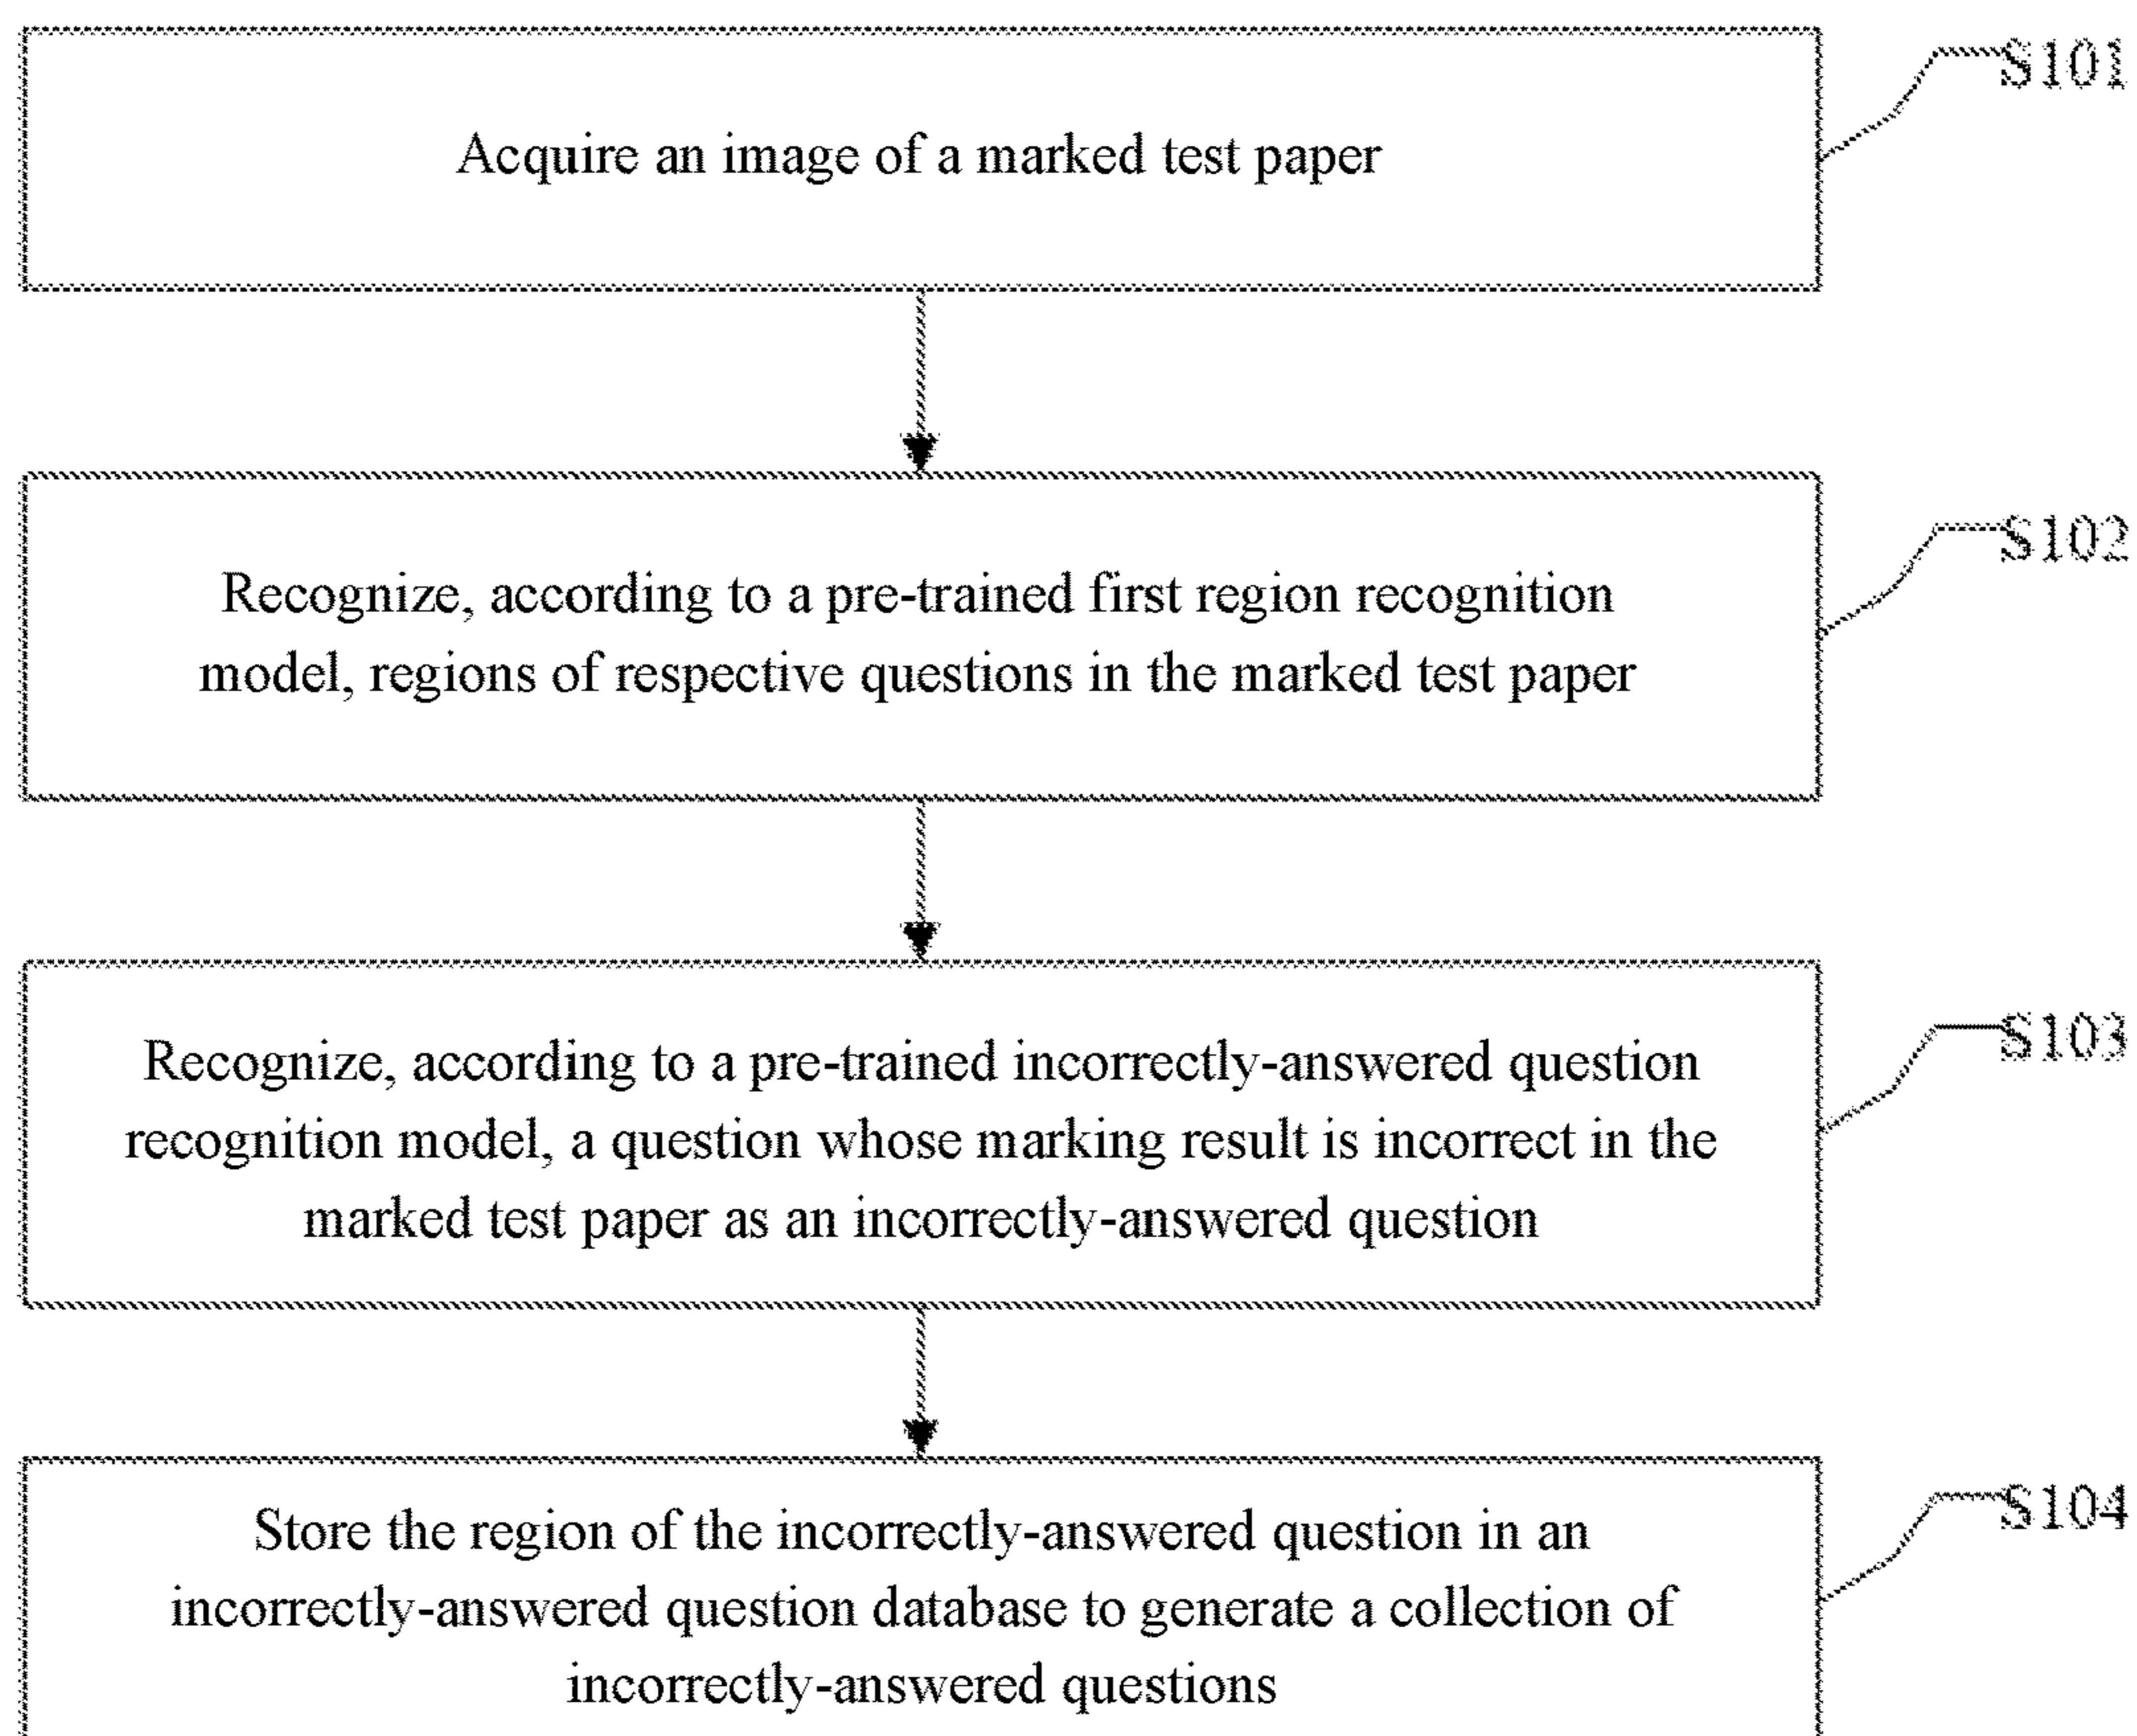 S101
Acquire an image of a marked test paper
S102
Recognize, according to a pre-trained first region recognition
model, regions of respective questions in the marked test paper
S103
Recognize, according to a pre-trained incorrectly-answered question
recognition model, a question whose marking result is incorrect in the
marked test paper as an incorrectly-answered question
S104
Store the region of the incorrectly-answered question in an
incorrectly-answered question database to generate a collection of
incorrectly-answered questions